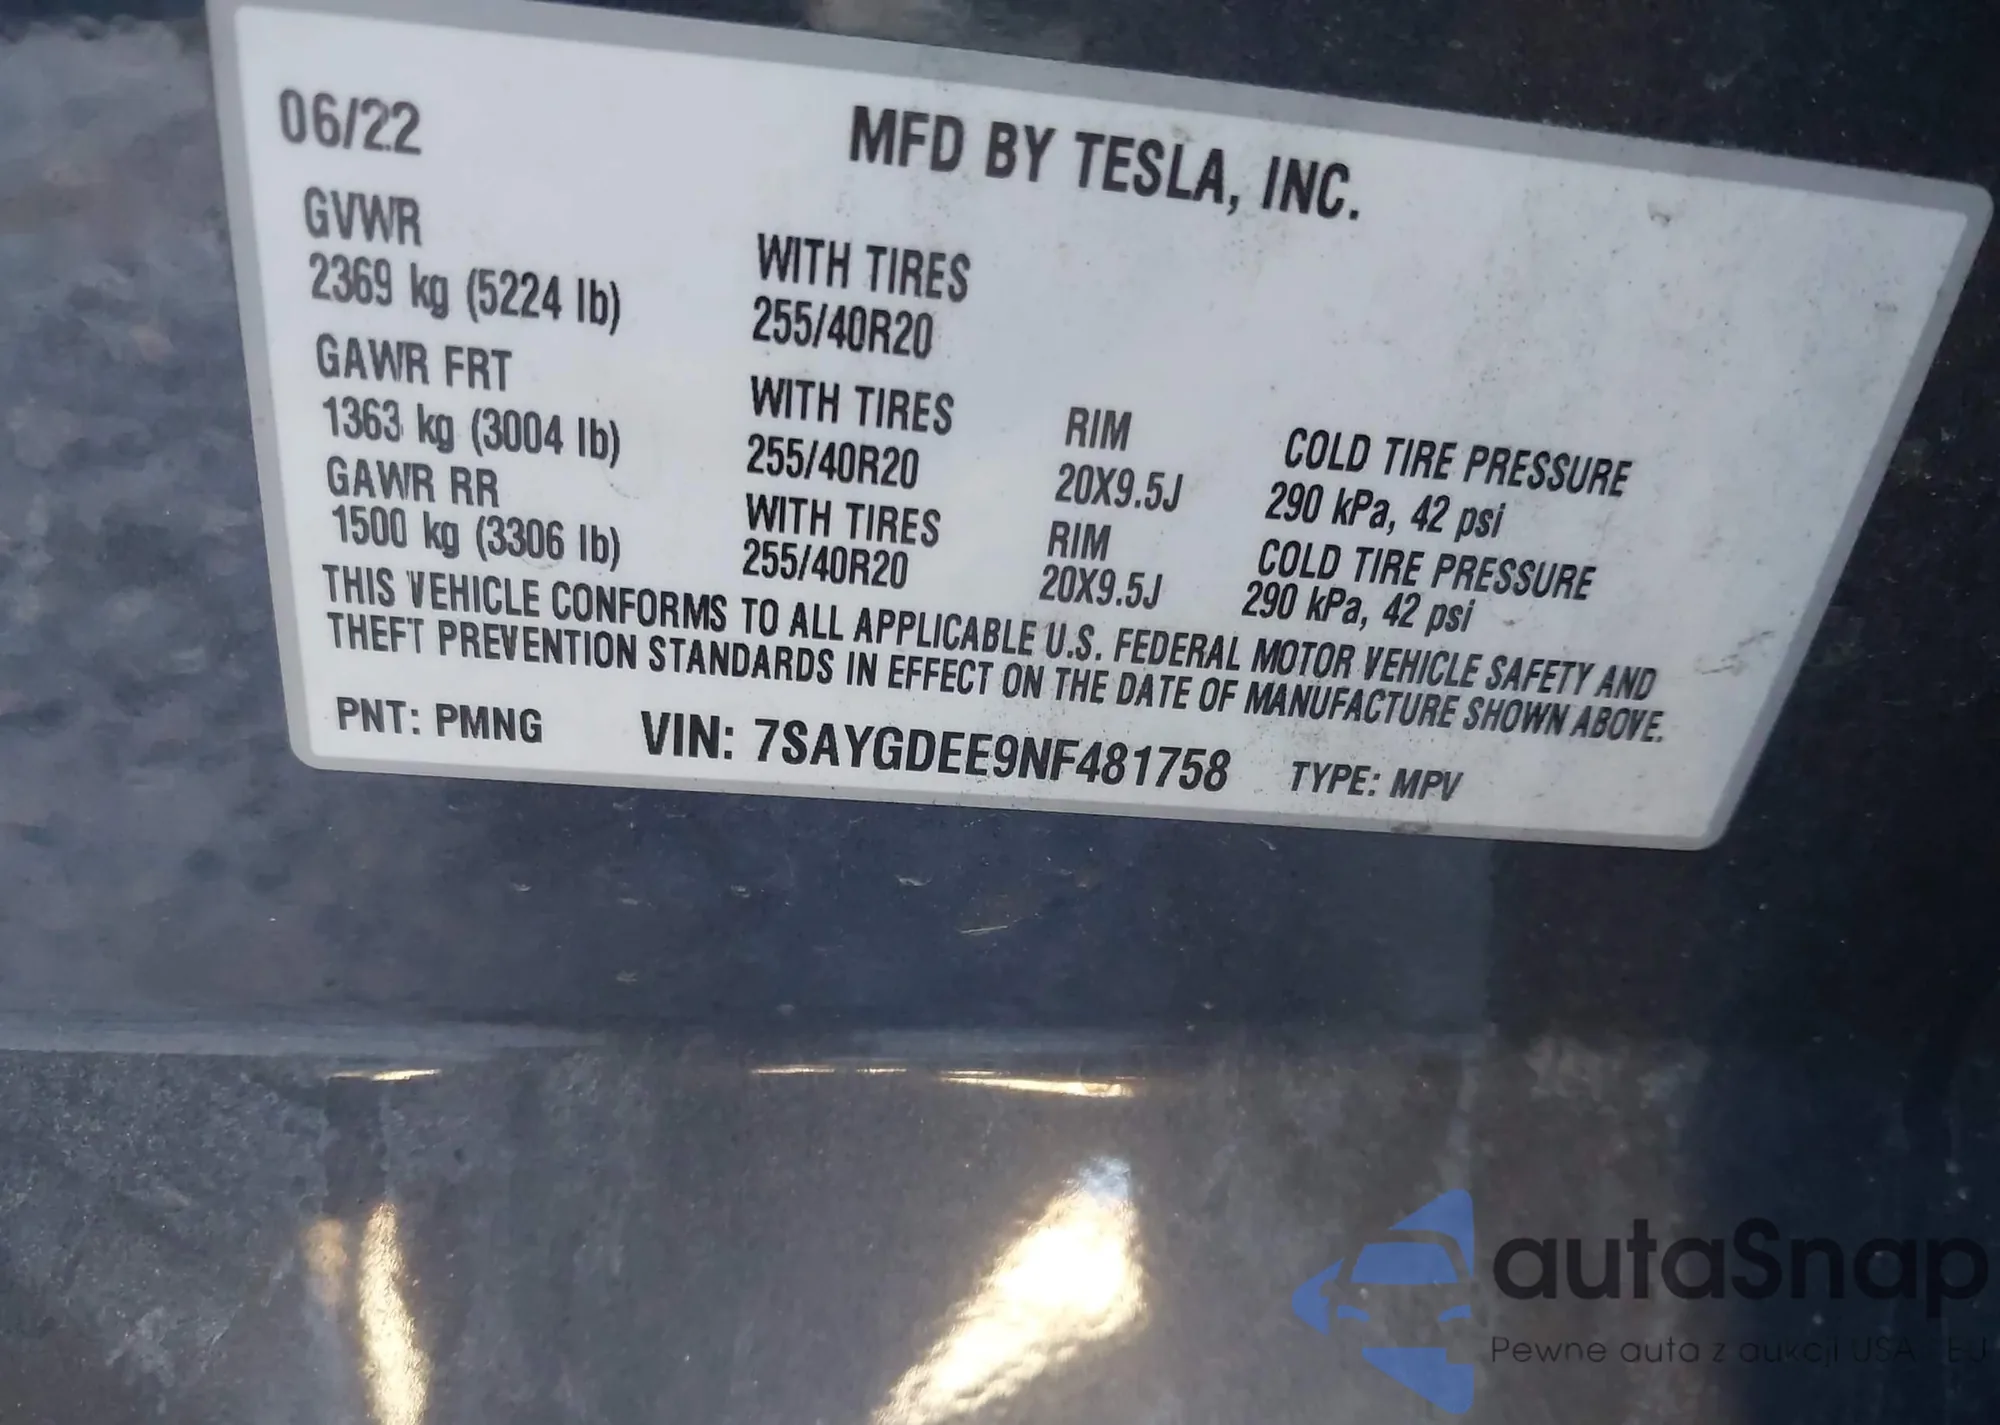 06/22
MFD BY TESLA, INC.
GVWR
2369 kg (5224 lb)
WITH TIRES
255/40R20
GAWR FRT
1363 kg (3004 lb)
WITH TIRES
255/40R20
RIM
20X9.5J
COLD TIRE PRESSURE
290 kPa, 42 psi
GAWR RR
1500 kg (3306 lb)
WITH TIRES
255/40R20
RIM
20X9.5J
COLD TIRE PRESSURE
290 kPa, 42 psi
THIS VEHICLE CONFORMS TO ALL APPLICABLE U.S. FEDERAL MOTOR VEHICLE SAFETY AND
THEFT PREVENTION STANDARDS IN EFFECT ON THE DATE OF MANUFACTURE SHOWN ABOVE.
PNT: PMNG VIN: 7SAYGDEE9NF481758 TYPE: MPV
autaSnap
Pewne auta z aukcji USA - EU